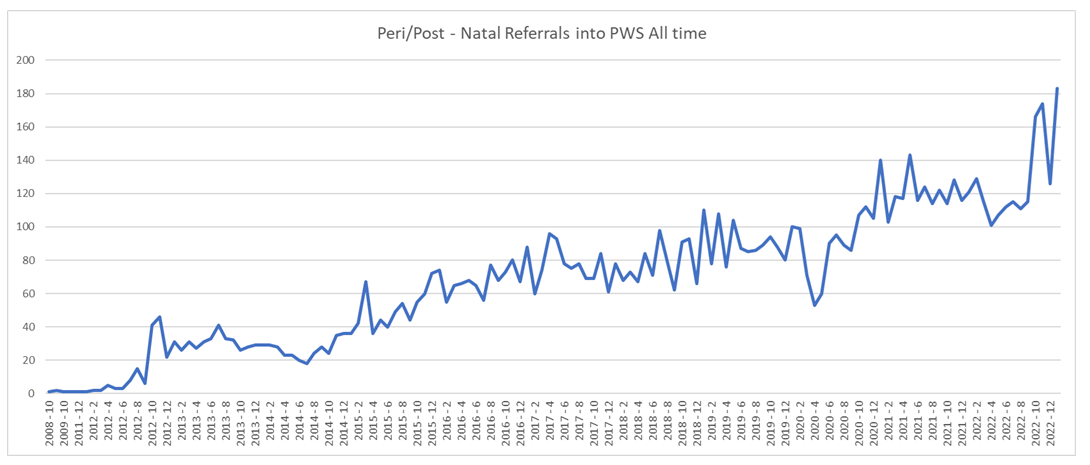 Peri/Post - Natal Referrals into PWS All time
200
180
160
140
120
100
80
60
40
20
0
2008 - 10
2009 - 10
2011 - 12
2012 - 2
2012 - 4
2012 - 6
2012 - 8
2012 - 10
2012 - 12
2013 - 2
2013 - 4
2013 - 6
2013 - 8
2013 - 10
2013 - 12
2014 - 2
2014 - 4
2014 - 6
2014 - 8
2014 - 10
2014 - 12
2015 - 2
2015 - 4
2015 - 6
2015 - 8
2015 - 10
2015 - 12
2016 - 2
2016 - 4
2016 - 6
2016 - 8
2016 - 10
2016 - 12
2017 - 2
2017 - 4
2017 - 6
2017 - 8
2017 - 10
2017 - 12
2018 - 2
2018 - 4
2018 - 6
2018 - 8
2018 - 10
2018 - 12
2019 - 2
2019 - 4
2019 - 6
2019 - 8
2019 - 10
2019 - 12
2020 - 2
2020 - 4
2020 - 6
2020 - 8
2020 - 10
2020 - 12
2021 - 2
2021 - 4
2021 - 6
2021 - 8
2021 - 10
2021 - 12
2022 - 2
2022 - 4
2022 - 6
2022 - 8
2022 - 10
2022 - 12